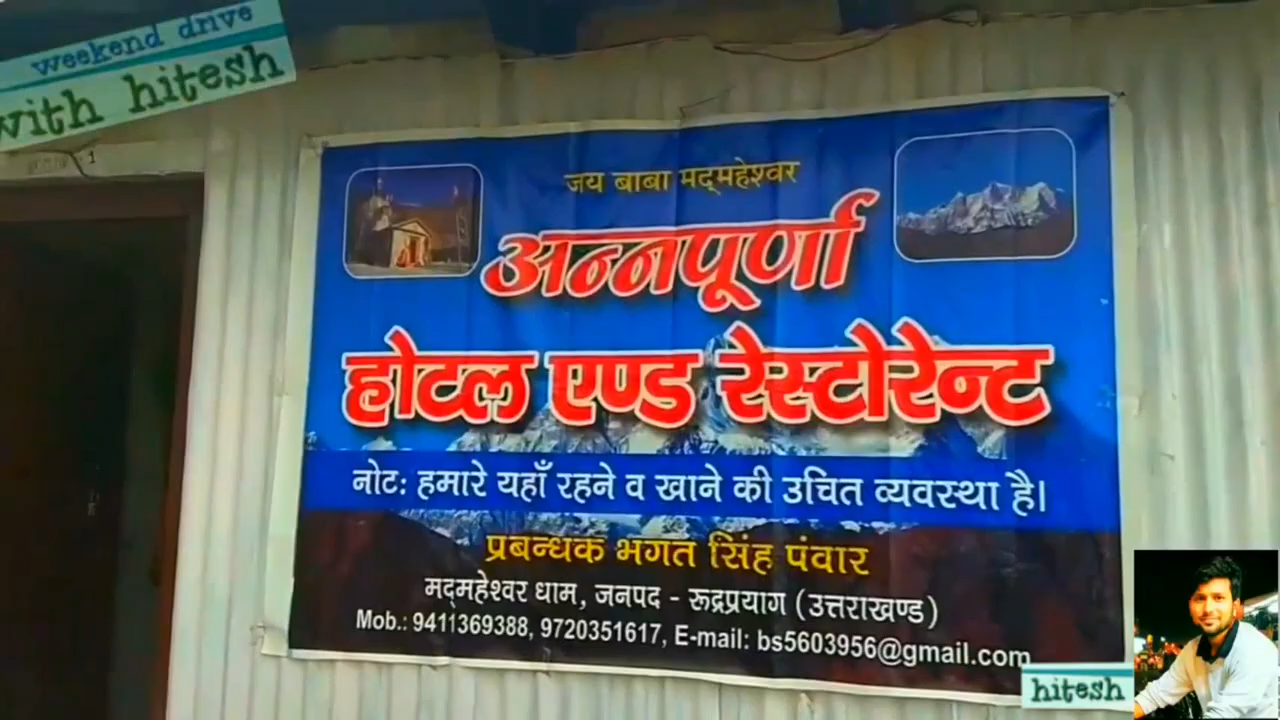 weekend drive
with hitesh
1
जय बाबा मद्महेश्वर
अन्नपूर्णा
होटल एण्ड रेस्टोरेन्ट
नोट: हमारे यहाँ रहने व खाने की उचित व्यवस्था है।
प्रबन्धक भगत सिंह पंवार
मद्महेश्वर धाम, जनपद - रूद्रप्रयाग (उत्तराखण्ड)
Mob.: 9411369388, 9720351617, E-mail: bs5603956@gmail.com
hitesh